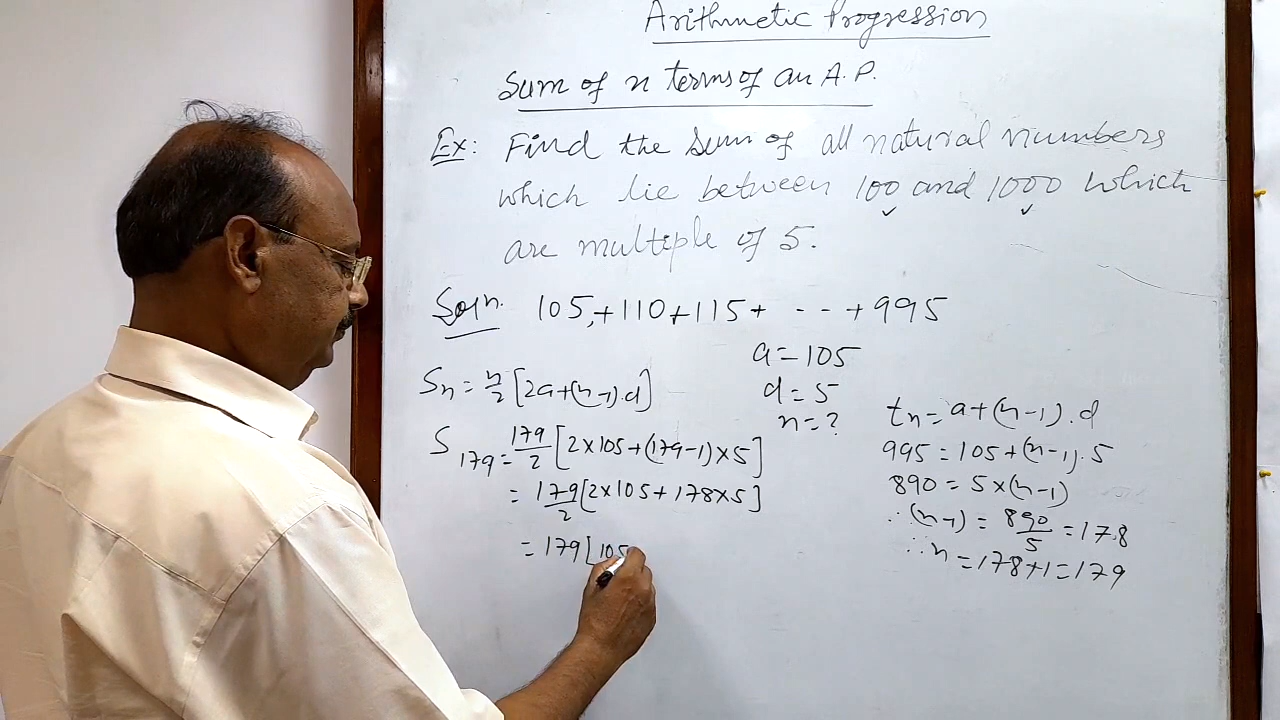 Arithmetic Progression
Sum of n terms of an A.P.
Ex: Find the sum of all natural numbers
which lie between 100 and 1000 which
are multiple of 5.
Soln. 105,+110+115+ - - - +995
a=105
d=5
n=?
Sn = n/2 [2a+(n-1).d]
S179 = 179/2 [2×105+(179-1)×5]
= 179/2 [2×105+178×5]
= 179[105
tn = a+(n-1).d
995 = 105+(n-1).5
890 = 5×(n-1)
∴(n-1) = 890/5 = 178
∴n = 178+1=179